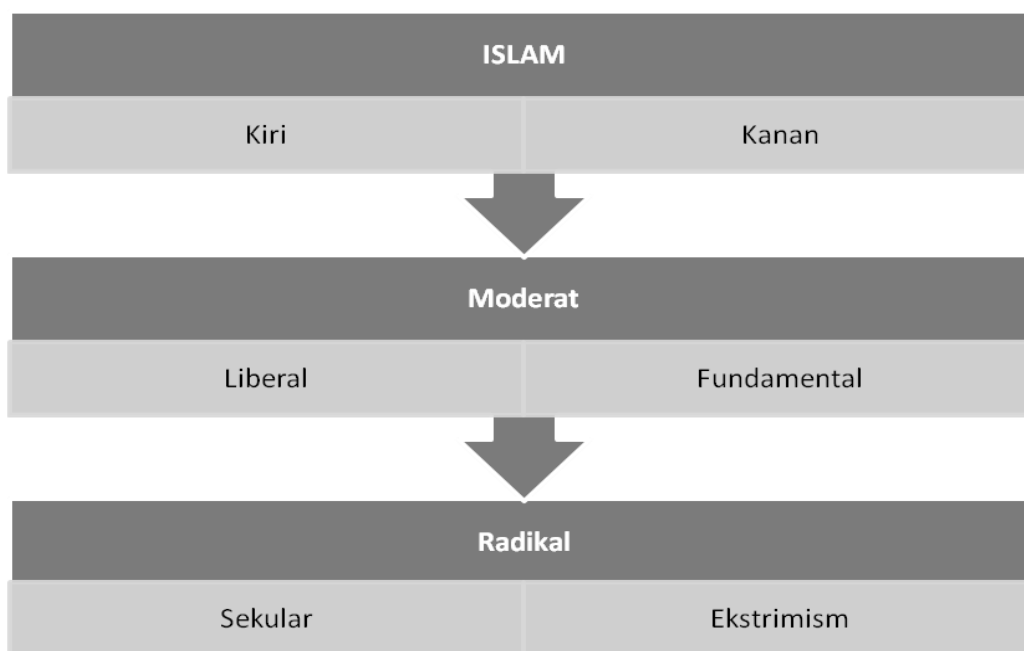 ISLAM
Kiri Kanan
Moderat
Liberal Fundamental
Radikal
Sekular Ekstrimism